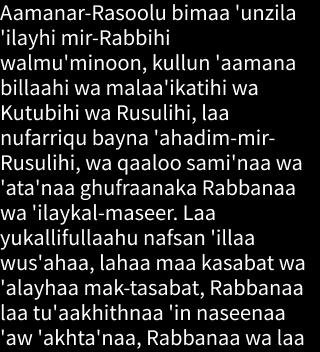 Aamanar-Rasoolu bimaa 'unzila
'ilayhi mir-Rabbihi
walmu'minoon, kullun 'aamana
billaahi wa malaa'ikatihi wa
Kutubihi wa Rusulihi, laa
nufarriqu bayna 'ahadim-mir-
Rusulihi, wa qaaloo sami'naa wa
'ata'naa ghufraanaka Rabbanaa
wa 'ilaykal-maseer. Laa
yukallifullaahu nafsan 'illaa
wus'ahaa, lahaa maa kasabat wa
'alayhaa mak-tasabat, Rabbanaa
laa tu'aakhithnaa 'in naseenaa
'aw 'akhta'naa, Rabbanaa wa laa